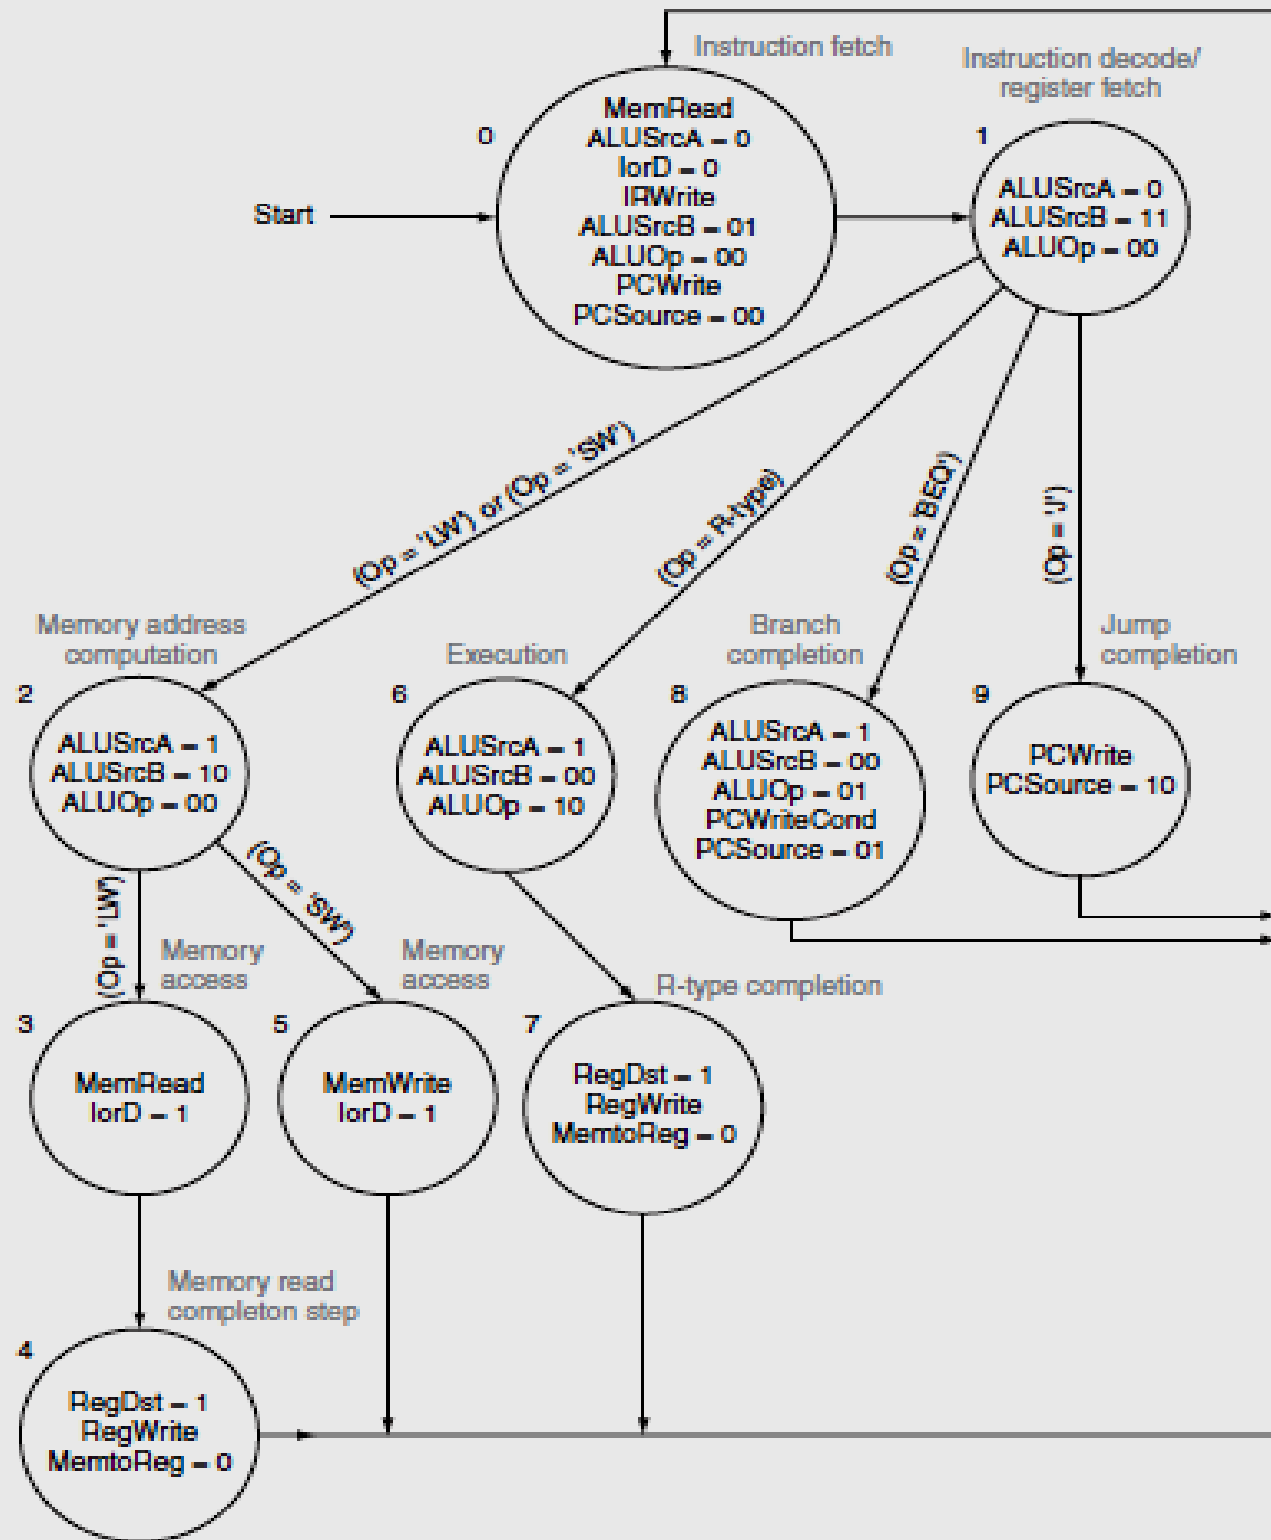 Instruction fetch
Instruction decode/
register fetch
0
MemRead
ALUSrcA = 0
IorD = 0
IRWrite
ALUSrcB = 01
ALUOp = 00
PCWrite
PCSource = 00
1
ALUSrcA = 0
ALUSrcB = 11
ALUOp = 00
Start
(Op = 'LW') or (Op = 'SW')
(Op = R-type)
(Op = 'BEQ')
(Op = 'J')
Memory address
computation
2
ALUSrcA = 1
ALUSrcB = 10
ALUOp = 00
Execution
6
ALUSrcA = 1
ALUSrcB = 00
ALUOp = 10
Branch
completion
8
ALUSrcA = 1
ALUSrcB = 00
ALUOp = 01
PCWriteCond
PCSource = 01
Jump
completion
9
PCWrite
PCSource = 10
(Op = 'LW')
(Op = 'SW')
Memory
access
3
MemRead
IorD = 1
Memory
access
5
MemWrite
IorD = 1
R-type completion
7
RegDst = 1
RegWrite
MemtoReg = 0
Memory read
completon step
4
RegDst = 1
RegWrite
MemtoReg = 0